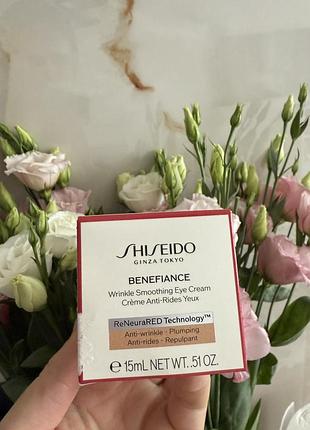 SHISEIDO
GINZA TOKYO
BENEFIANCE
Wrinkle Smoothing Eye Cream
Crème Anti-Rides Yeux
ReNeuraRED Technology™
Anti-wrinkle · Plumping
Anti-rides · Repulpant
℮ 15mL NET WT. .51 OZ.